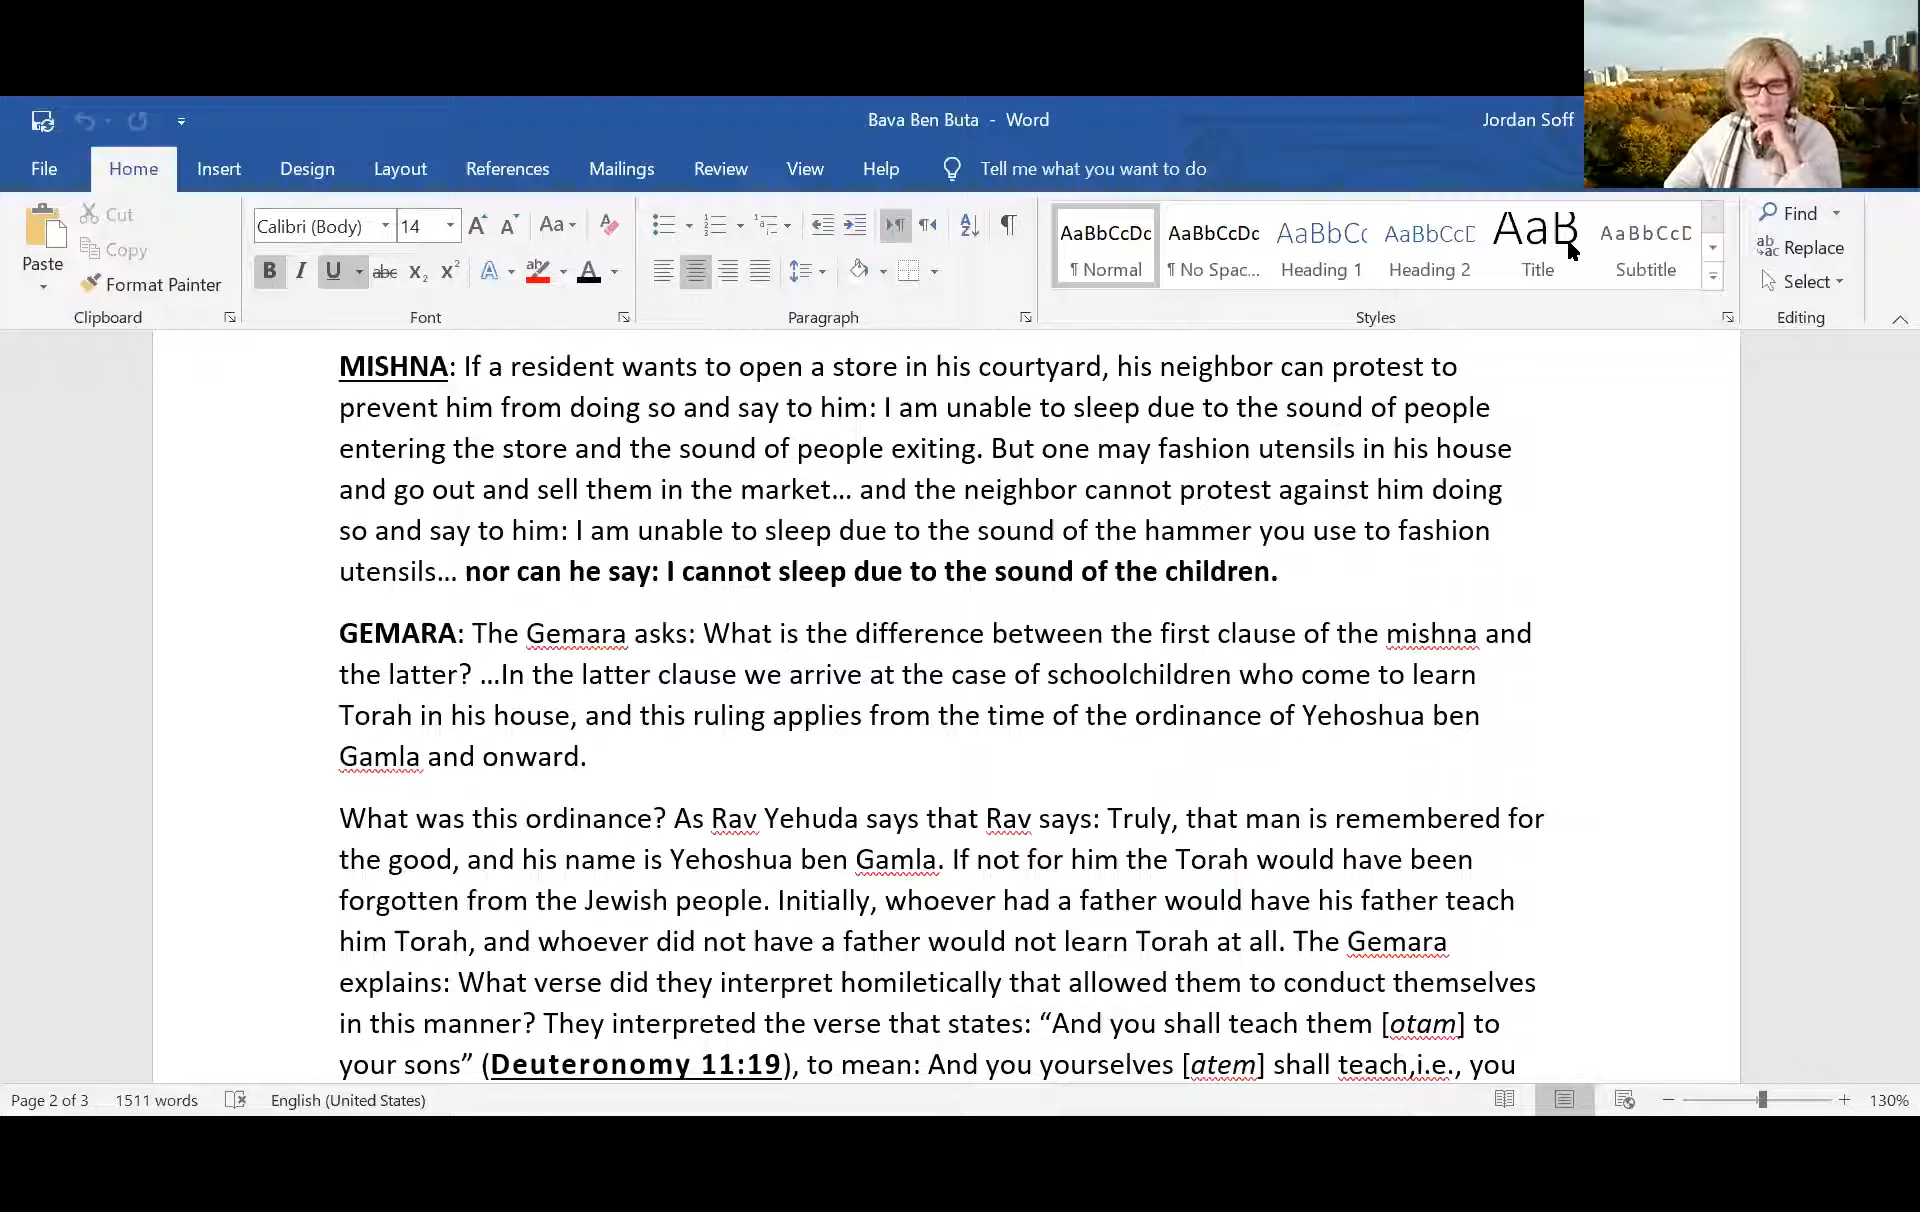 Bava Ben Buta - Word
Jordan Soff
File Home Insert Design Layout References Mailings Review View Help Tell me what you want to do
Paste
Cut
Copy
Format Painter
Clipboard
Calibri (Body) 14
Font
Paragraph
AaBbCcDc AaBbCcDc AaBbCc AaBbCcD AaB AaBbCcD
¶ Normal ¶ No Spac... Heading 1 Heading 2 Title Subtitle
Styles
Find
Replace
Select
Editing
MISHNA: If a resident wants to open a store in his courtyard, his neighbor can protest to
prevent him from doing so and say to him: I am unable to sleep due to the sound of people
entering the store and the sound of people exiting. But one may fashion utensils in his house
and go out and sell them in the market… and the neighbor cannot protest against him doing
so and say to him: I am unable to sleep due to the sound of the hammer you use to fashion
utensils… nor can he say: I cannot sleep due to the sound of the children.
GEMARA: The Gemara asks: What is the difference between the first clause of the mishna and
the latter? …In the latter clause we arrive at the case of schoolchildren who come to learn
Torah in his house, and this ruling applies from the time of the ordinance of Yehoshua ben
Gamla and onward.
What was this ordinance? As Rav Yehuda says that Rav says: Truly, that man is remembered for
the good, and his name is Yehoshua ben Gamla. If not for him the Torah would have been
forgotten from the Jewish people. Initially, whoever had a father would have his father teach
him Torah, and whoever did not have a father would not learn Torah at all. The Gemara
explains: What verse did they interpret homiletically that allowed them to conduct themselves
in this manner? They interpreted the verse that states: “And you shall teach them [otam] to
your sons” (Deuteronomy 11:19), to mean: And you yourselves [atem] shall teach,i.e., you
Page 2 of 3 1511 words English (United States) 130%